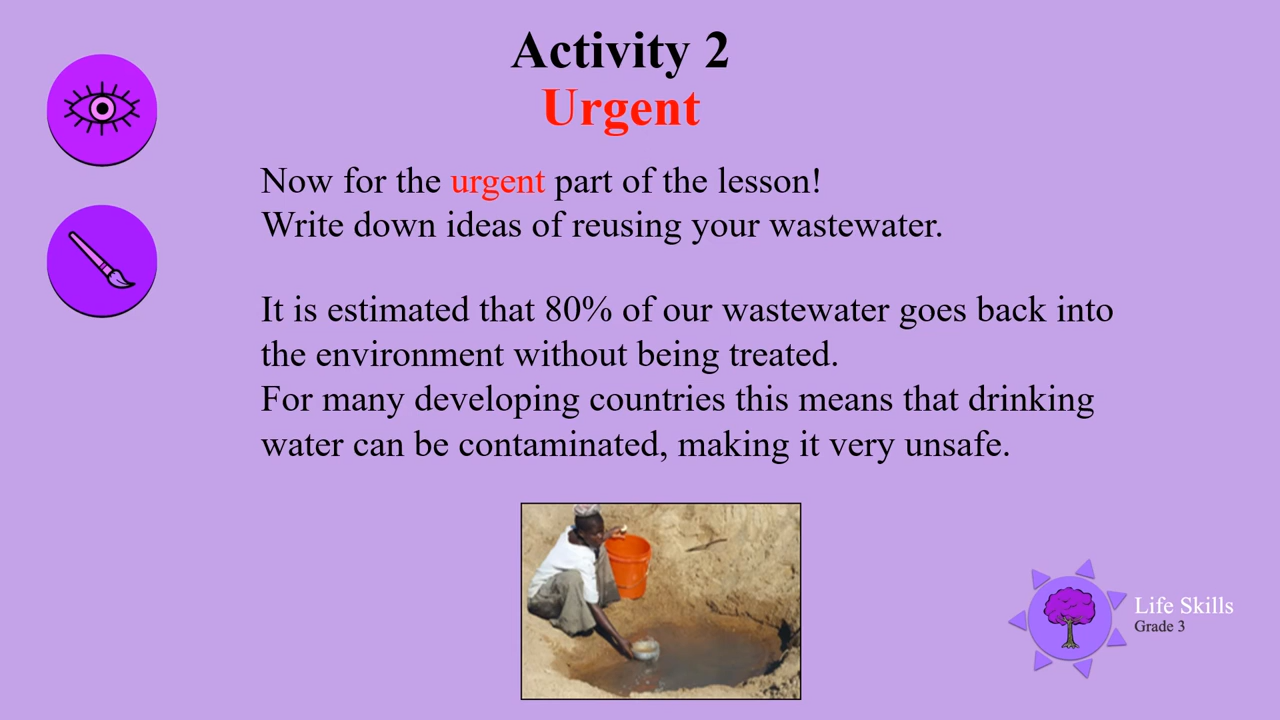 Activity 2
Urgent
Now for the urgent part of the lesson!
Write down ideas of reusing your wastewater.
It is estimated that 80% of our wastewater goes back into
the environment without being treated.
For many developing countries this means that drinking
water can be contaminated, making it very unsafe.
Life Skills
Grade 3